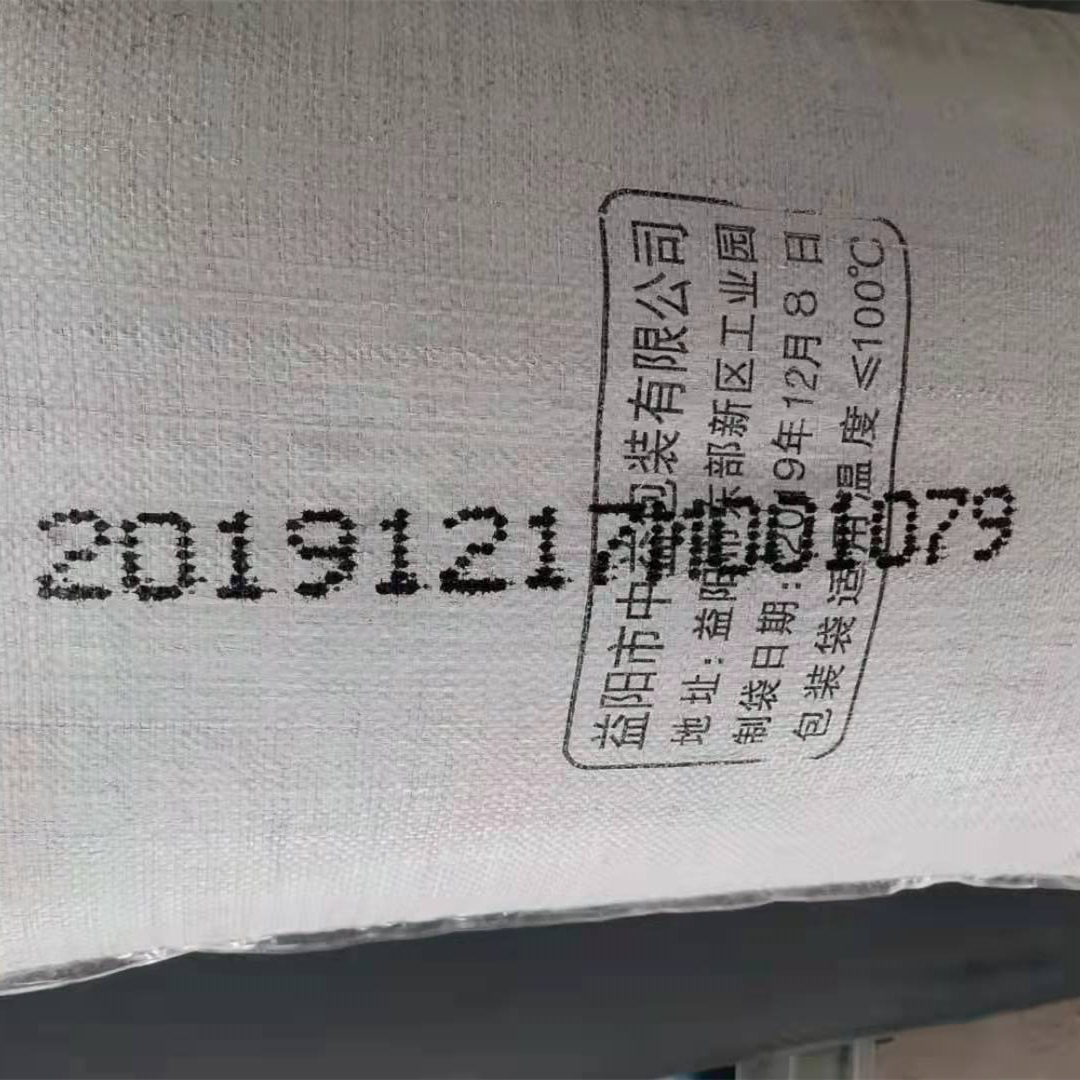 益阳市中益包装有限公司
地址：益阳市东部新区工业园
制袋日期：2019年12月8日
包装袋适用温度≤100℃
20191217
079